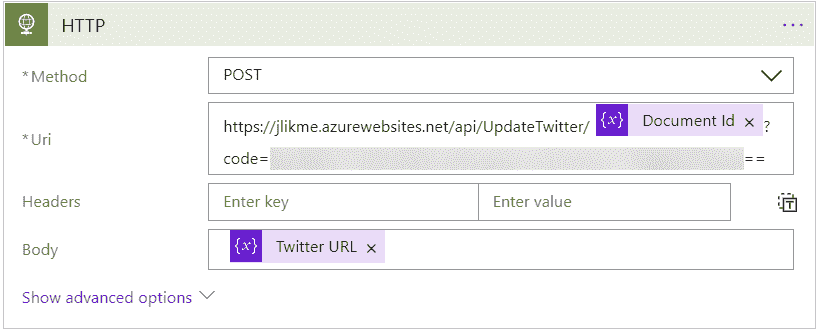 HTTP ...
*Method POST
*Uri https://jlikme.azurewebsites.net/api/UpdateTwitter/ {x} Document Id × ?
code= ==
Headers Enter key Enter value
Body {x} Twitter URL ×
Show advanced options